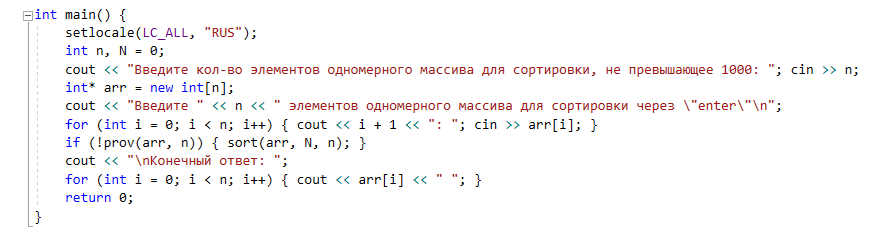 int main() {
    setlocale(LC_ALL, "RUS");
    int n, N = 0;
    cout << "Введите кол-во элементов одномерного массива для сортировки, не превышающее 1000: "; cin >> n;
    int* arr = new int[n];
    cout << "Введите " << n << " элементов одномерного массива для сортировки через \"enter\"\n";
    for (int i = 0; i < n; i++) { cout << i + 1 << ": "; cin >> arr[i]; }
    if (!prov(arr, n)) { sort(arr, N, n); }
    cout << "\nКонечный ответ: ";
    for (int i = 0; i < n; i++) { cout << arr[i] << " "; }
    return 0;
}